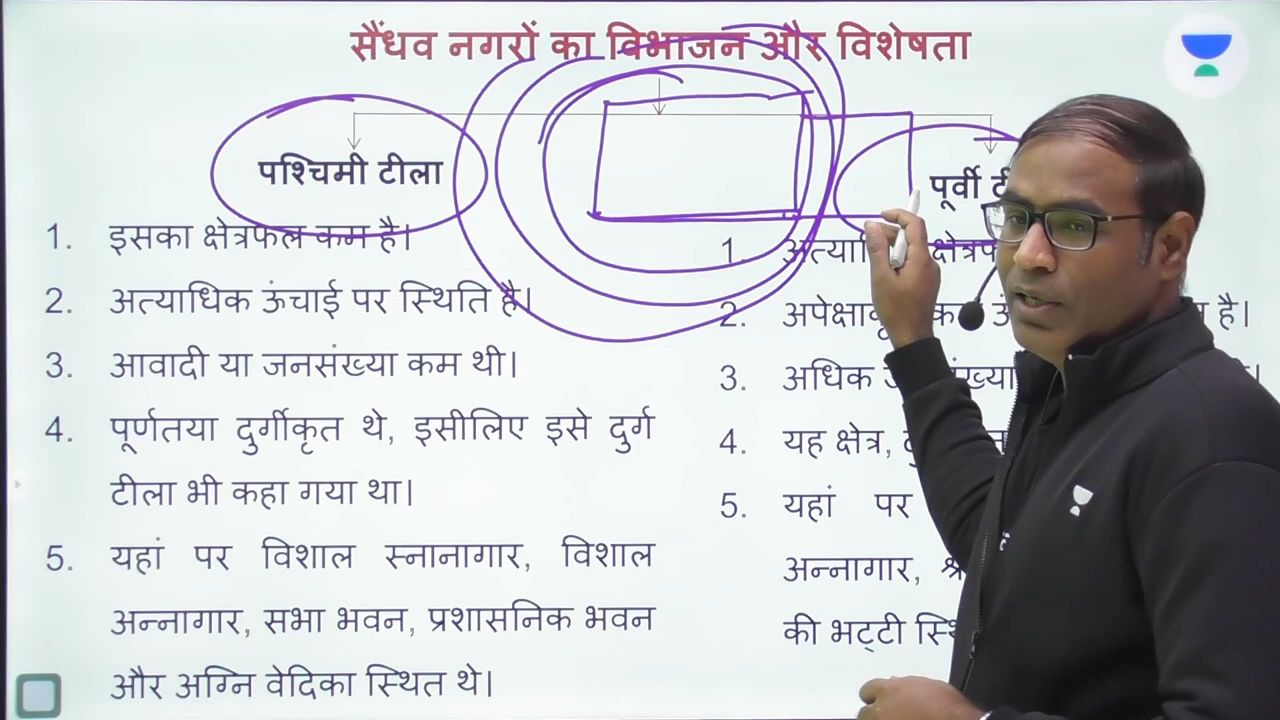 सैंधव नगरों का विभाजन और विशेषता
पश्चिमी टीला
1. इसका क्षेत्रफल कम है।
2. अत्याधिक ऊंचाई पर स्थिति है।
3. आवादी या जनसंख्या कम थी।
4. पूर्णतया दुर्गीकृत थे, इसीलिए इसे दुर्ग
टीला भी कहा गया था।
5. यहां पर विशाल स्नानागार, विशाल
अन्नागार, सभा भवन, प्रशासनिक भवन
और अग्नि वेदिका स्थित थे।
पूर्वी
1.
2. है।
3. अधिक
4. यह क्षेत्र,
5. यहां पर
अन्नागार,
की भट्टी